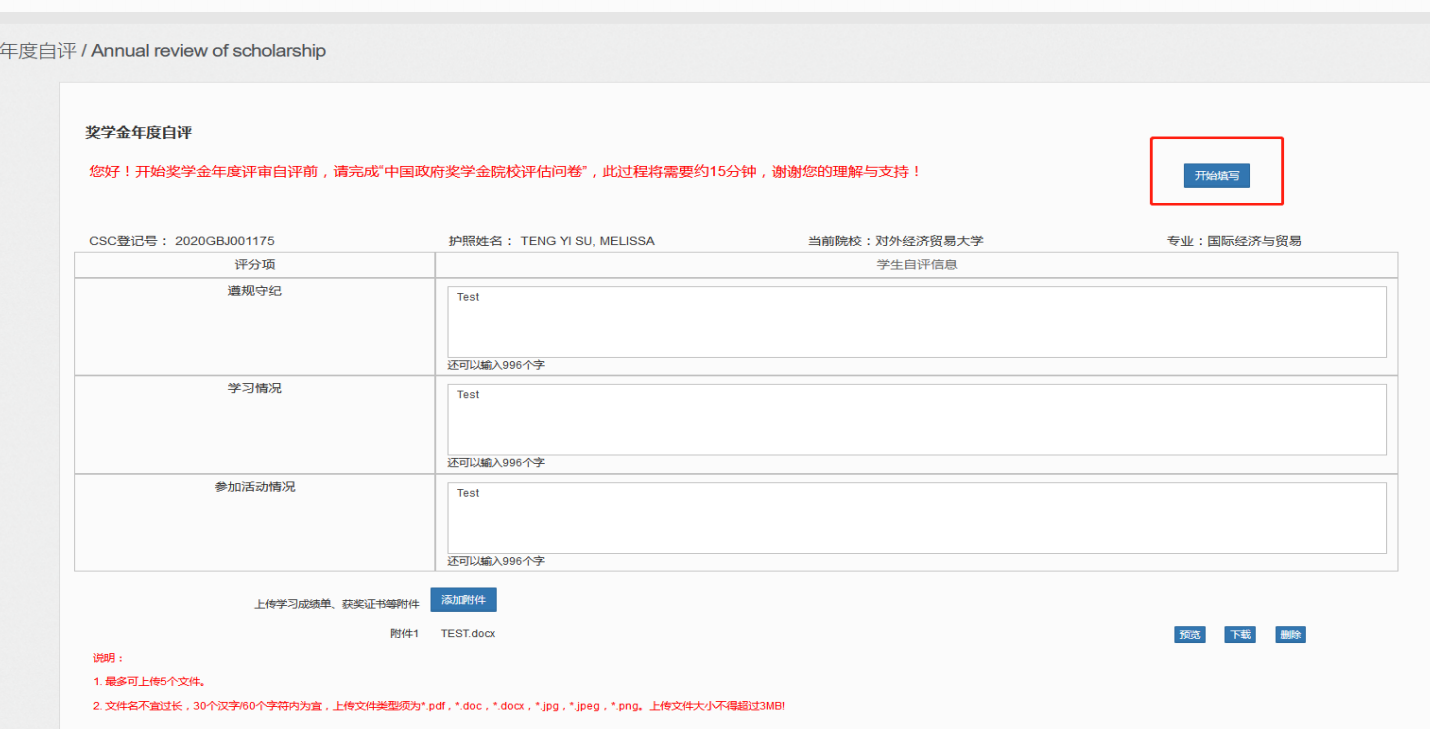 年度自评 / Annual review of scholarship
奖学金年度自评
您好！开始奖学金年度评审自评前，请完成“中国政府奖学金院校评估问卷”，此过程将需要约15分钟，谢谢您的理解与支持！
开始填写
CSC登记号： 2020GBJ001175 护照姓名： TENG YI SU, MELISSA 当前院校：对外经济贸易大学 专业：国际经济与贸易
评分项 学生自评信息
遵规守纪 Test
还可以输入996个字
学习情况 Test
还可以输入996个字
参加活动情况 Test
还可以输入996个字
上传学习成绩单、获奖证书等附件 添加附件
附件1 TEST.docx 预览 下载 删除
说明：
1. 最多可上传5个文件。
2. 文件名不宜过长，30个汉字/60个字符内为宜，上传文件类型须为*.pdf，*.doc，*.docx，*.jpg，*.jpeg，*.png。上传文件大小不得超过3MB!